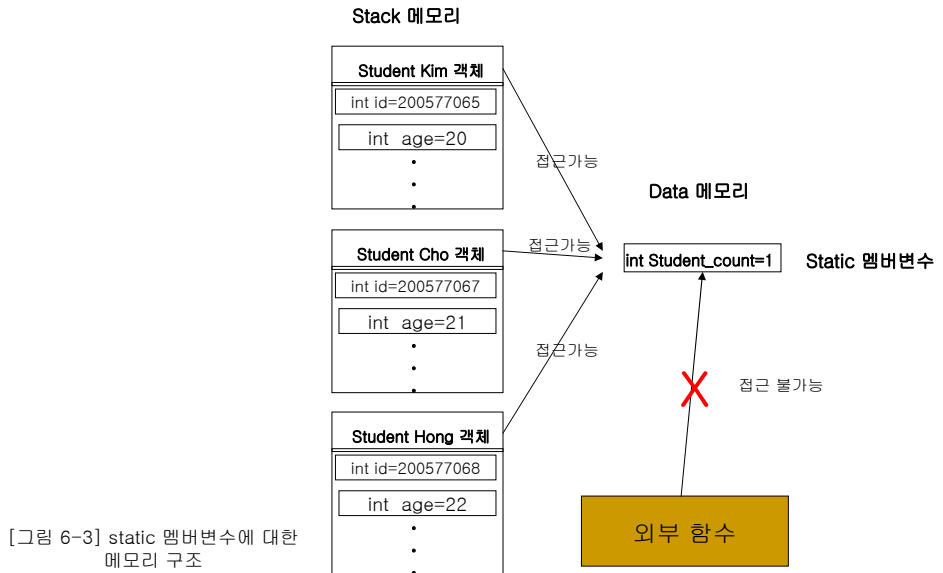 Stack 메모리
Student Kim 객체
int id=200577065
int age=20
접근가능
Data 메모리
Student Cho 객체
int id=200577067
int age=21
접근가능
int Student_count=1
Static 멤버변수
접근가능
접근 불가능
Student Hong 객체
int id=200577068
int age=22
외부 함수
[그림 6-3] static 멤버변수에 대한
메모리 구조